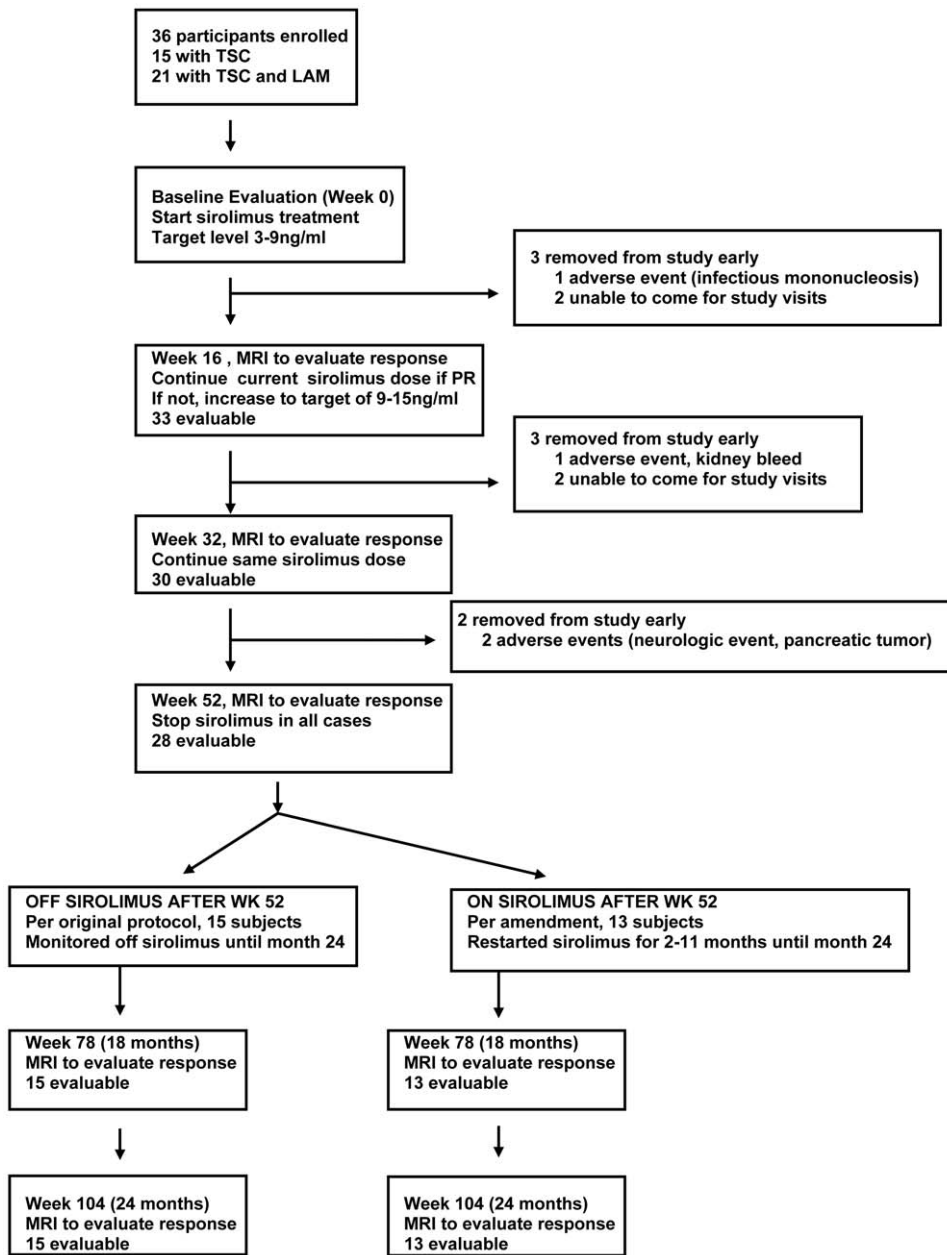 36 participants enrolled
15 with TSC
21 with TSC and LAM
Baseline Evaluation (Week 0)
Start sirolimus treatment
Target level 3-9ng/ml
3 removed from study early
1 adverse event (infectious mononucleosis)
2 unable to come for study visits
Week 16 , MRI to evaluate response
Continue current sirolimus dose if PR
If not, increase to target of 9-15ng/ml
33 evaluable
3 removed from study early
1 adverse event, kidney bleed
2 unable to come for study visits
Week 32, MRI to evaluate response
Continue same sirolimus dose
30 evaluable
2 removed from study early
2 adverse events (neurologic event, pancreatic tumor)
Week 52, MRI to evaluate response
Stop sirolimus in all cases
28 evaluable
OFF SIROLIMUS AFTER WK 52
Per original protocol, 15 subjects
Monitored off sirolimus until month 24
ON SIROLIMUS AFTER WK 52
Per amendment, 13 subjects
Restarted sirolimus for 2-11 months until month 24
Week 78 (18 months)
MRI to evaluate response
15 evaluable
Week 78 (18 months)
MRI to evaluate response
13 evaluable
Week 104 (24 months)
MRI to evaluate response
15 evaluable
Week 104 (24 months)
MRI to evaluate response
13 evaluable